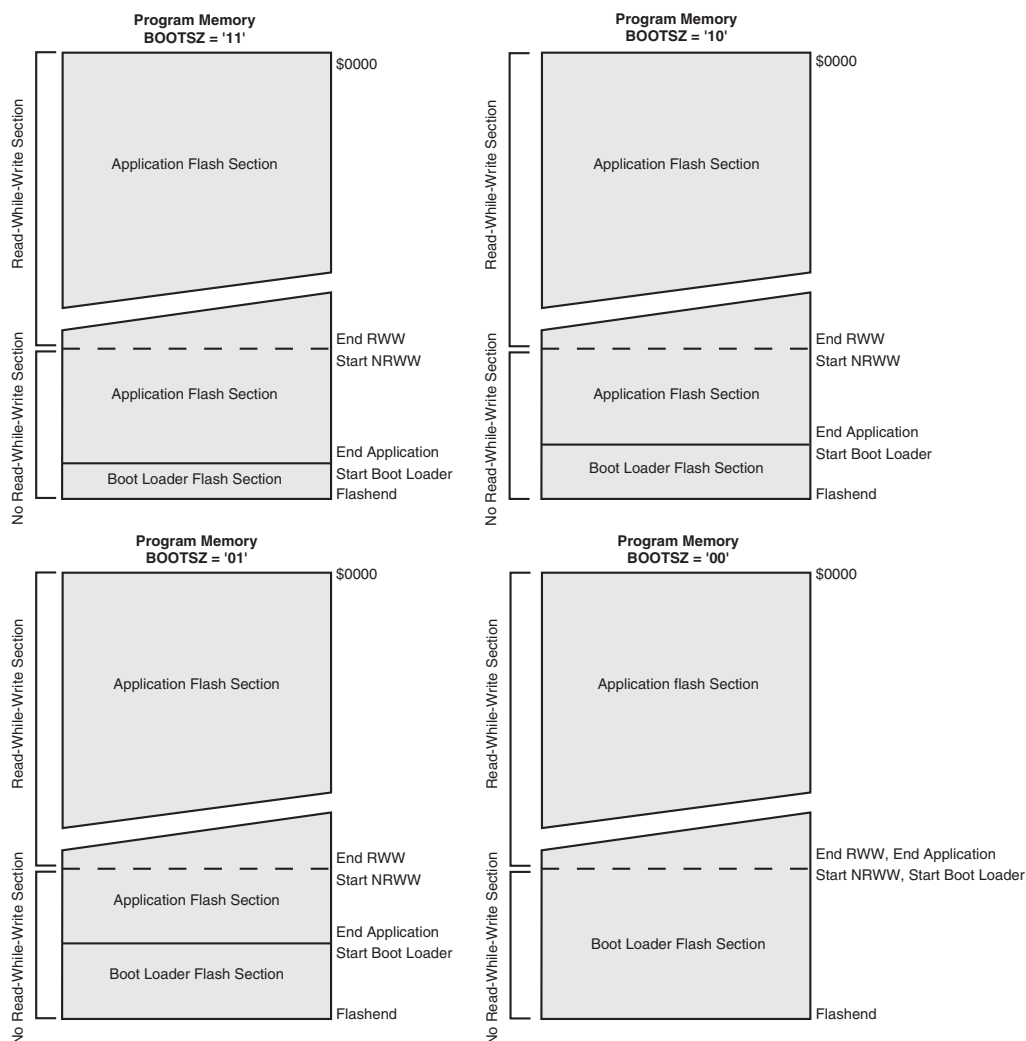 Program Memory
BOOTSZ = '11'
$0000
Read-While-Write Section
Application Flash Section
End RWW
Start NRWW
No Read-While-Write Section
Application Flash Section
End Application
Start Boot Loader
Boot Loader Flash Section
Flashend
Program Memory
BOOTSZ = '10'
$0000
Read-While-Write Section
Application Flash Section
End RWW
Start NRWW
No Read-While-Write Section
Application Flash Section
End Application
Start Boot Loader
Boot Loader Flash Section
Flashend
Program Memory
BOOTSZ = '01'
$0000
Read-While-Write Section
Application Flash Section
End RWW
Start NRWW
No Read-While-Write Section
Application Flash Section
End Application
Start Boot Loader
Boot Loader Flash Section
Flashend
Program Memory
BOOTSZ = '00'
$0000
Read-While-Write Section
Application flash Section
End RWW, End Application
Start NRWW, Start Boot Loader
No Read-While-Write Section
Boot Loader Flash Section
Flashend